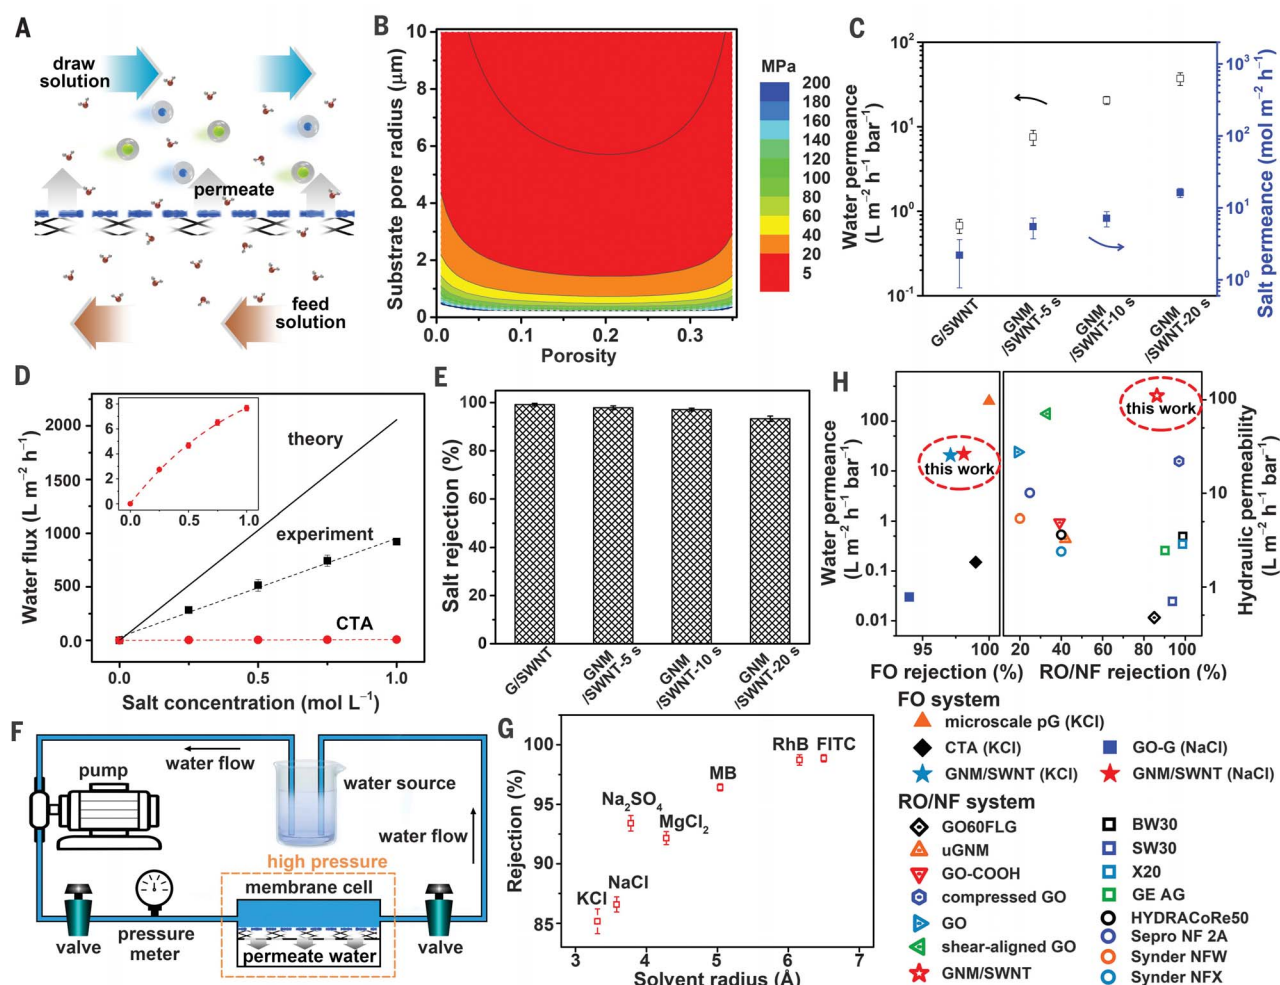 A
draw
solution
permeate
feed
solution
B
Substrate pore radius (μm)
10
8
6
4
2
0
0.0
0.1
0.2
0.3
Porosity
MPa
200
180
160
140
120
100
80
60
40
20
5
C
Water permeance
(L m⁻² h⁻¹ bar⁻¹)
10²
10¹
10⁰
10⁻¹
Salt permeance (mol m⁻² h⁻¹)
10³
10²
10¹
10⁰
G/SWNT
GNM
/SWNT-5 s
GNM
/SWNT-10 s
GNM
/SWNT-20 s
D
Water flux (L m⁻² h⁻¹)
2000
1500
1000
500
0.0
8
6
4
2
0
0.0
0.5
1.0
theory
experiment
CTA
0.0
0.5
1.0
Salt concentration (mol L⁻¹)
E
Salt rejection (%)
100
80
60
40
20
0
G/SWNT
GNM
/SWNT-5 s
GNM
/SWNT-10 s
GNM
/SWNT-20 s
H
Water permeance
(L m⁻² h⁻¹ bar⁻¹)
100
10
1
0.1
0.01
this work
this work
100
10
1
Hydraulic permeability
(L m⁻² h⁻¹ bar⁻¹)
95
100
20
40
60
80
100
FO rejection (%)
RO/NF rejection (%)
FO system
microscale pG (KCl)
CTA (KCl)
GO-G (NaCl)
GNM/SWNT (KCl)
GNM/SWNT (NaCl)
RO/NF system
GO60FLG
uGNM
GO-COOH
compressed GO
GO
shear-aligned GO
GNM/SWNT
BW30
SW30
X20
GE AG
HYDRACoRe50
Sepro NF 2A
Synder NFW
Synder NFX
F
pump
water flow
water source
water flow
high pressure
membrane cell
valve
pressure
meter
permeate water
valve
G
Rejection (%)
100
95
90
85
KCl
NaCl
Na₂SO₄
MgCl₂
MB
RhB
FITC
3
4
5
6
7
Solvent radius (Å)